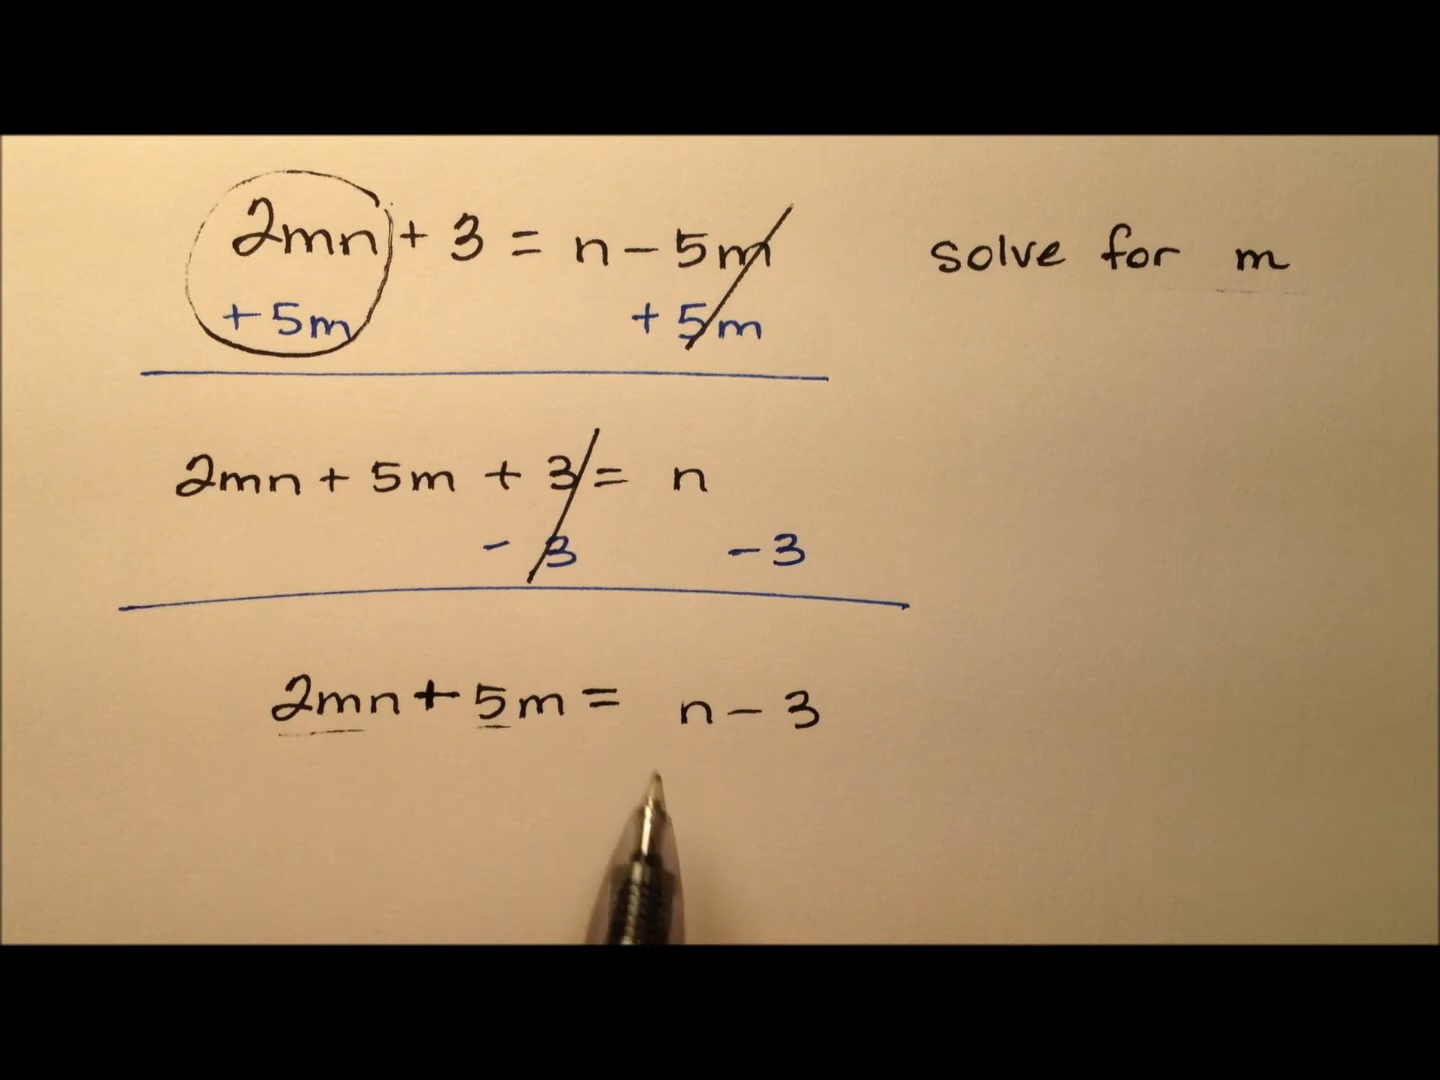 2mn + 3 = n - 5m solve for m
+ 5m + 5m
2mn + 5m + 3 = n
- 3 - 3
2mn + 5m = n - 3